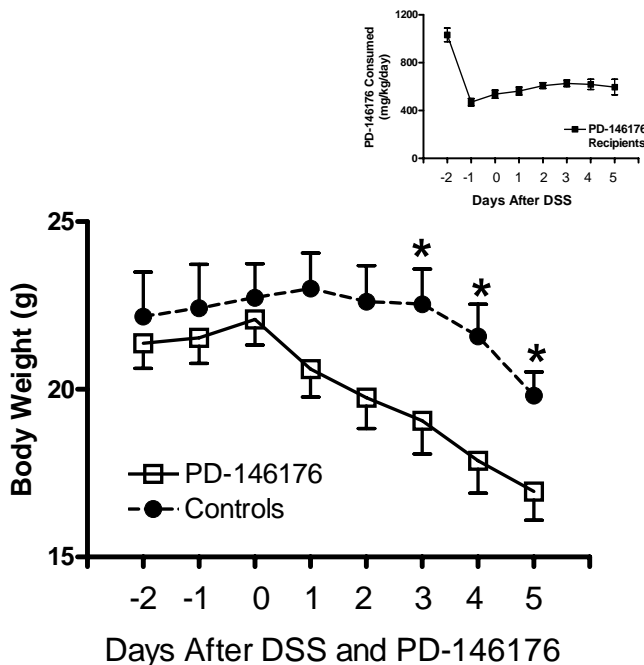 1200
800
400
0
PD-146176 Consumed
(mg/kg/day)
PD-146176
Recipients
-2 -1 0 1 2 3 4 5
Days After DSS
25
20
15
Body Weight (g)
* * *
PD-146176
Controls
-2 -1 0 1 2 3 4 5
Days After DSS and PD-146176